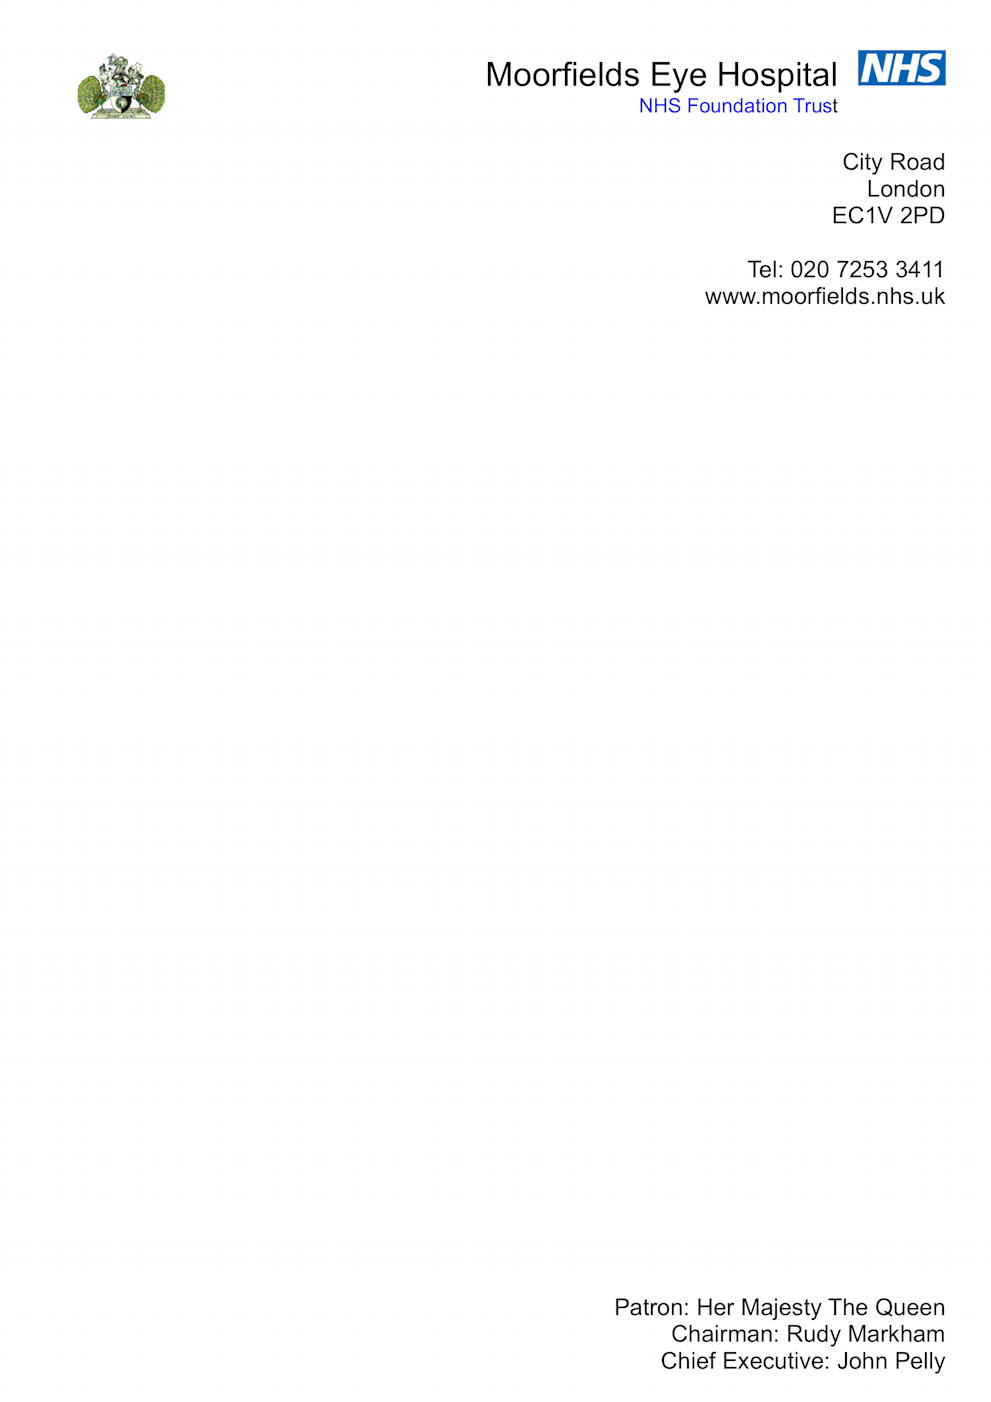 Moorfields Eye Hospital
NHS
NHS Foundation Trust
City Road
London
EC1V 2PD
Tel: 020 7253 3411
www.moorfields.nhs.uk
Patron: Her Majesty The Queen
Chairman: Rudy Markham
Chief Executive: John Pelly